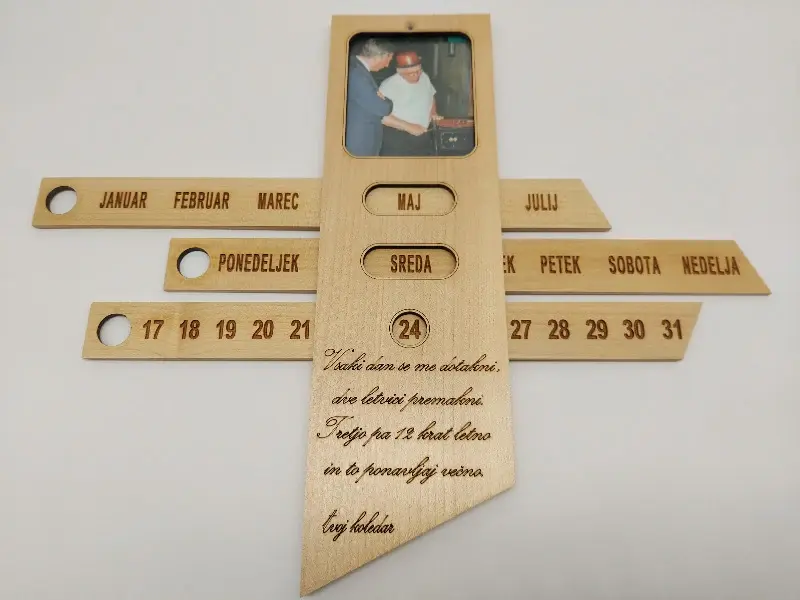 JANUAR FEBRUAR MAREC MAJ JULIJ
PONEDELJEK SREDA EK PETEK SOBOTA NEDELJA
17 18 19 20 21 24 27 28 29 30 31
Vsaki dan se me dotakni,
dve letvici premakni.
Tretjo pa 12 krat letno
in to ponavljaj večno.
tvoj koledar